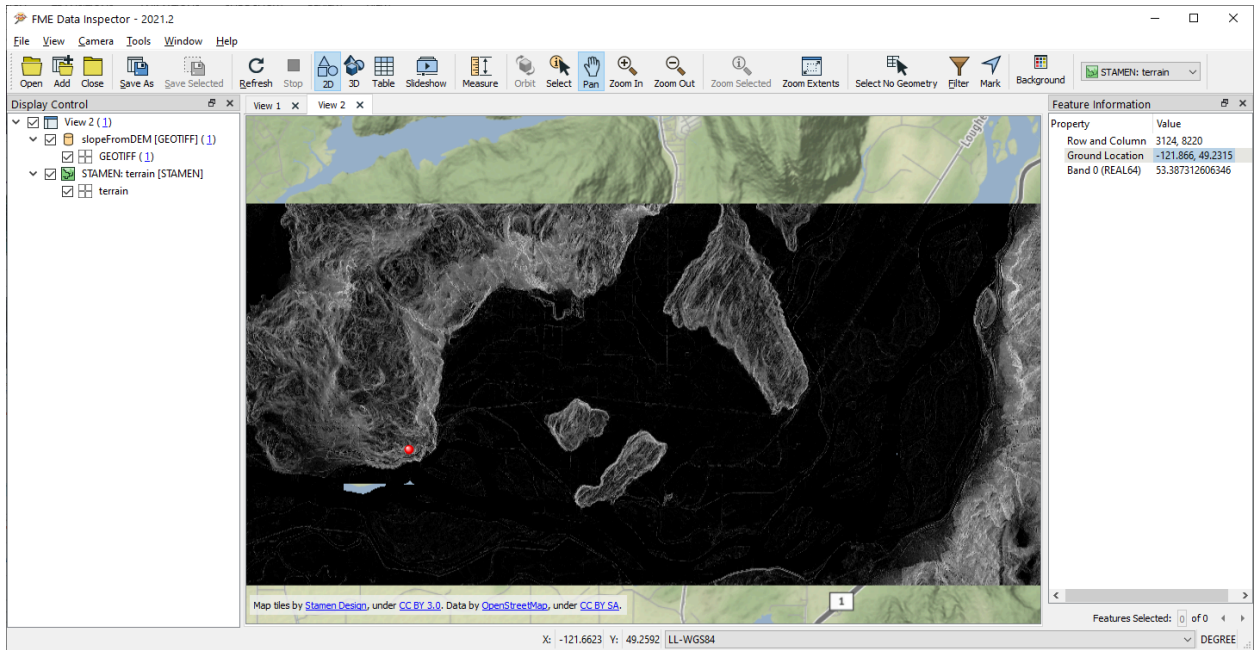 FME Data Inspector - 2021.2
File View Camera Tools Window Help
Open Add Close Save As Save Selected Refresh Stop 2D 3D Table Slideshow Measure Orbit Select Pan Zoom In Zoom Out Zoom Selected Zoom Extents Select No Geometry Filter Mark Background STAMEN: terrain
Display Control
View 1 View 2
Feature Information
View 2 (1)
slopeFromDEM [GEOTIFF] (1)
GEOTIFF (1)
STAMEN: terrain [STAMEN]
terrain
Loughe
Property Value
Row and Column 3124, 8220
Ground Location -121.866, 49.2315
Band 0 (REAL64) 53.387312606346
1
Map tiles by Stamen Design, under CC BY 3.0. Data by OpenStreetMap, under CC BY SA.
Features Selected: 0 of 0
X: -121.6623 Y: 49.2592 LL-WGS84 DEGREE